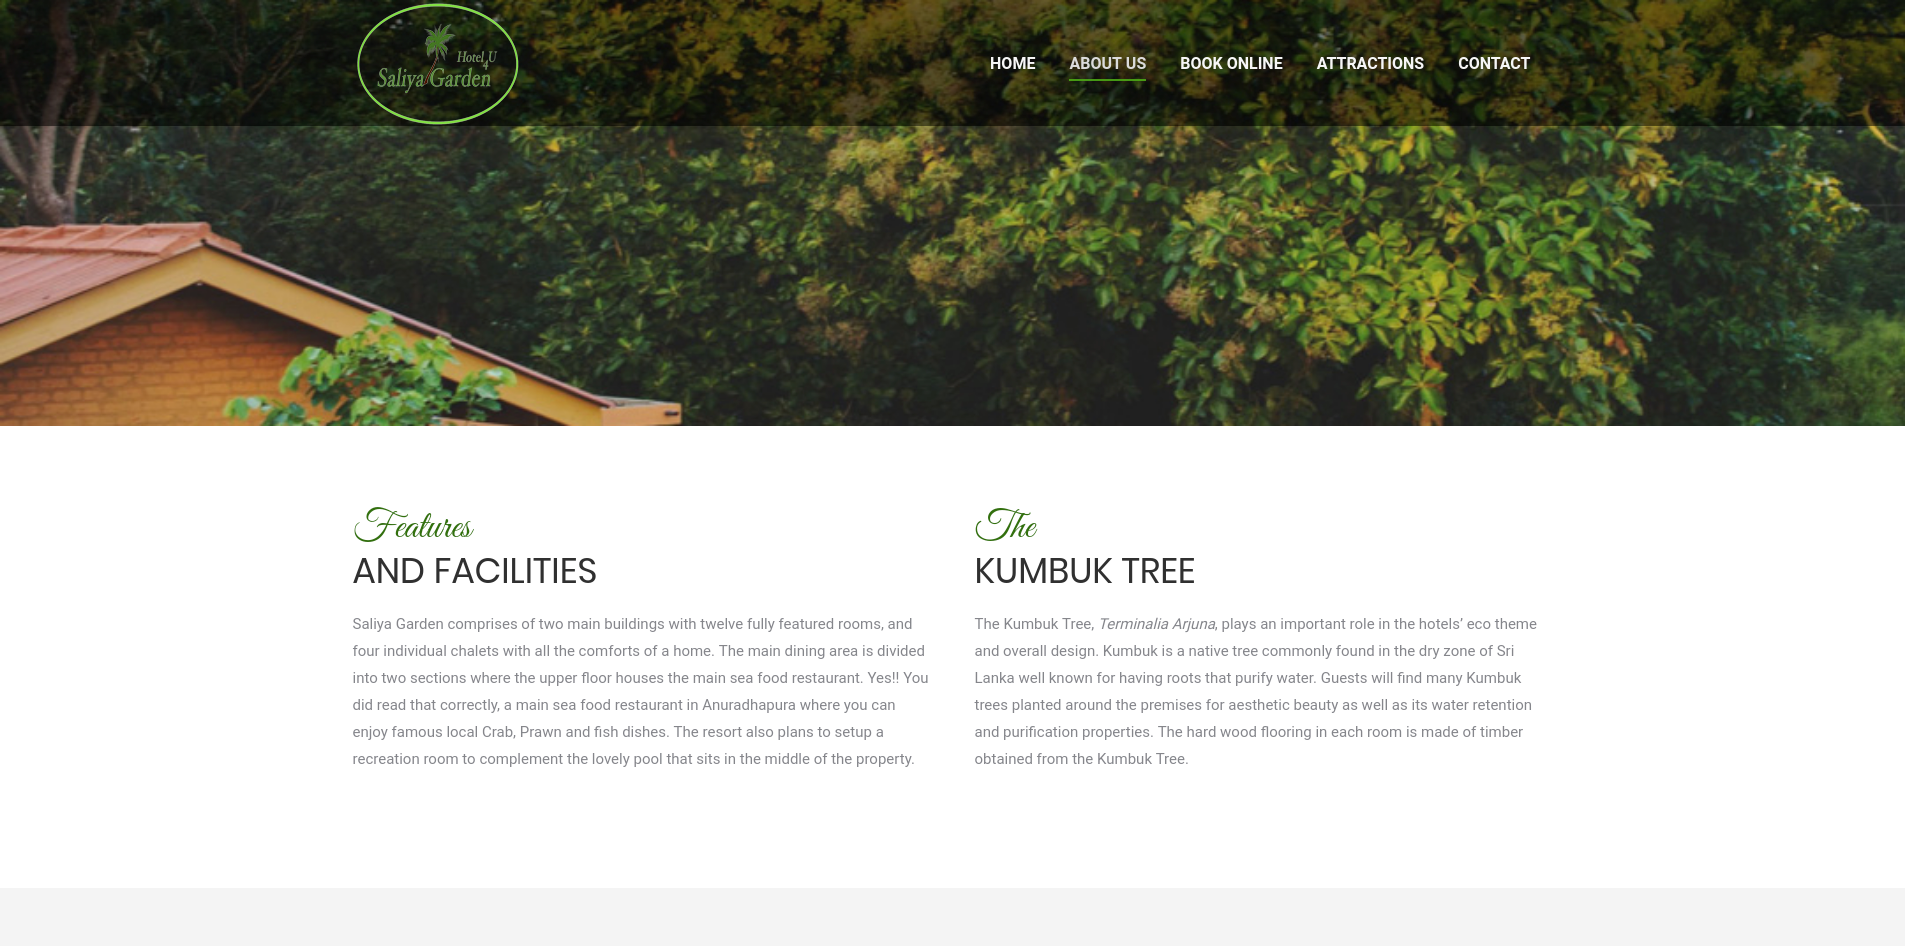 Hotel 4U
Saliya Garden
HOME
ABOUT US
BOOK ONLINE
ATTRACTIONS
CONTACT
Features
AND FACILITIES
Saliya Garden comprises of two main buildings with twelve fully featured rooms, and
four individual chalets with all the comforts of a home. The main dining area is divided
into two sections where the upper floor houses the main sea food restaurant. Yes!! You
did read that correctly, a main sea food restaurant in Anuradhapura where you can
enjoy famous local Crab, Prawn and fish dishes. The resort also plans to setup a
recreation room to complement the lovely pool that sits in the middle of the property.
The
KUMBUK TREE
The Kumbuk Tree, Terminalia Arjuna, plays an important role in the hotels’ eco theme
and overall design. Kumbuk is a native tree commonly found in the dry zone of Sri
Lanka well known for having roots that purify water. Guests will find many Kumbuk
trees planted around the premises for aesthetic beauty as well as its water retention
and purification properties. The hard wood flooring in each room is made of timber
obtained from the Kumbuk Tree.